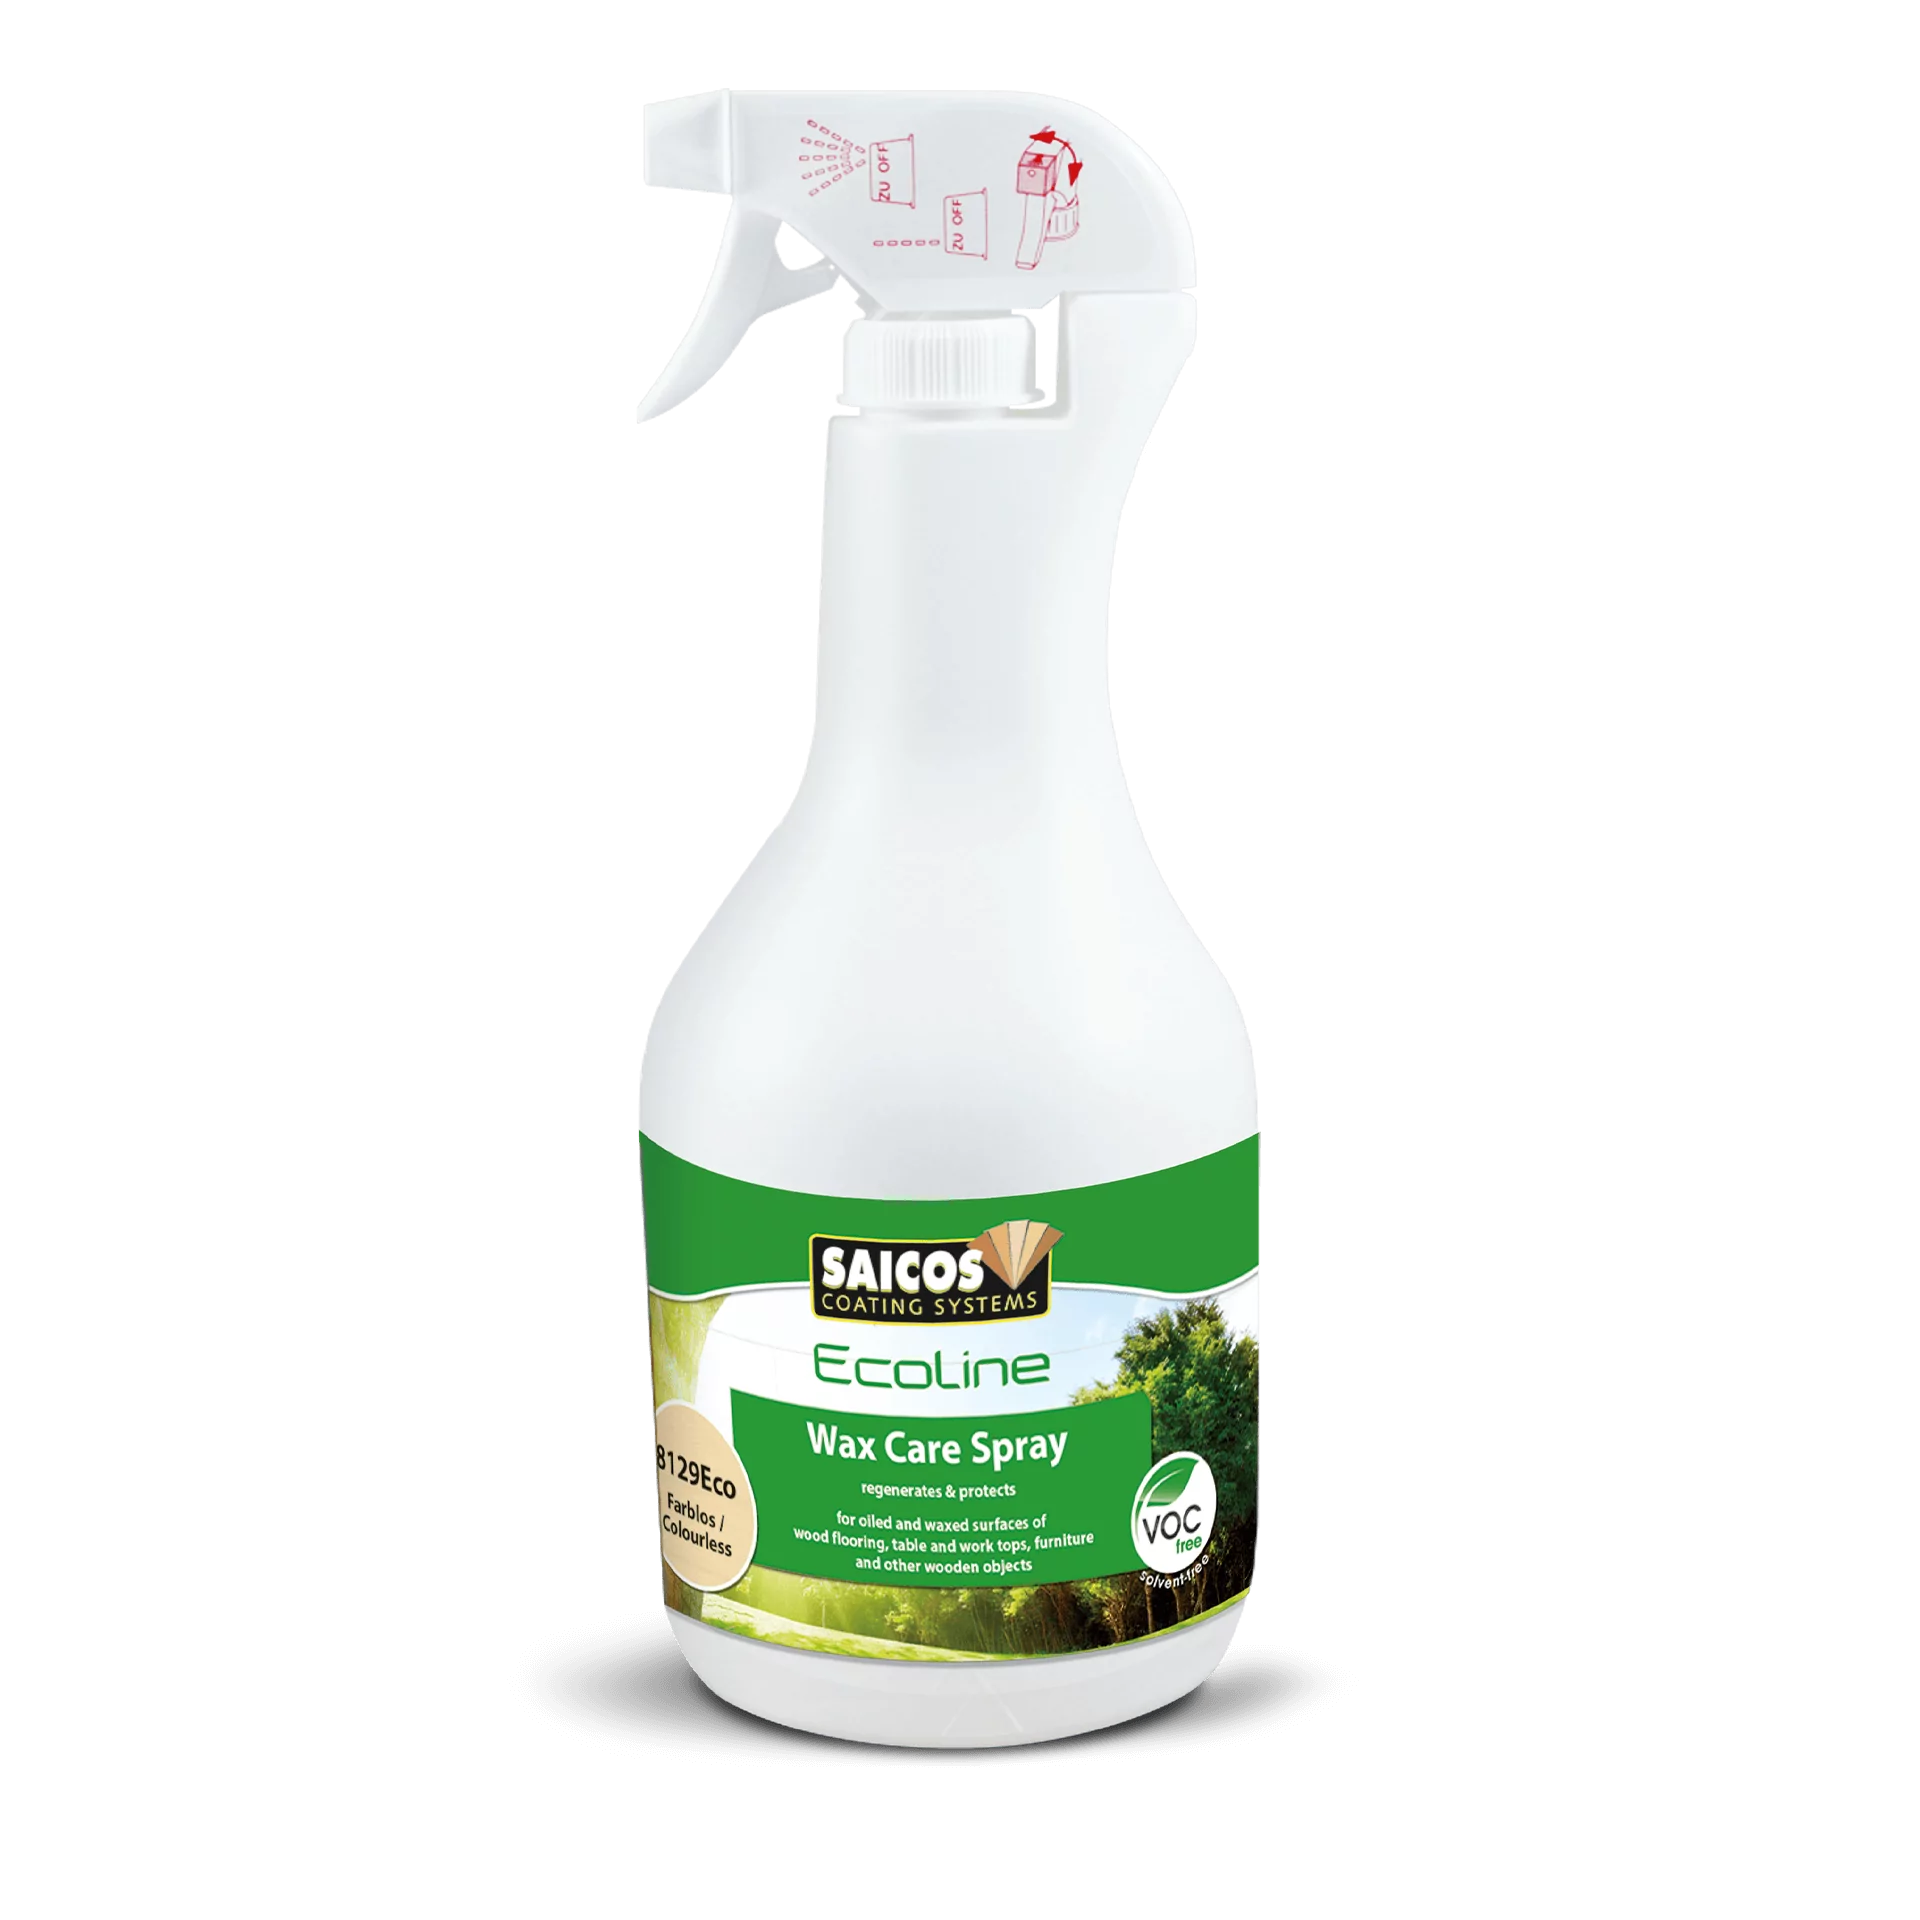 ZU OFF
ZU OFF
SAICOS
COATING SYSTEMS
EcoLine
Wax Care Spray
regenerates & protects
for oiled and waxed surfaces of
wood flooring, table and work tops, furniture
and other wooden objects
8129Eco
Farblos /
Colourless
VOC
free
solvent-free